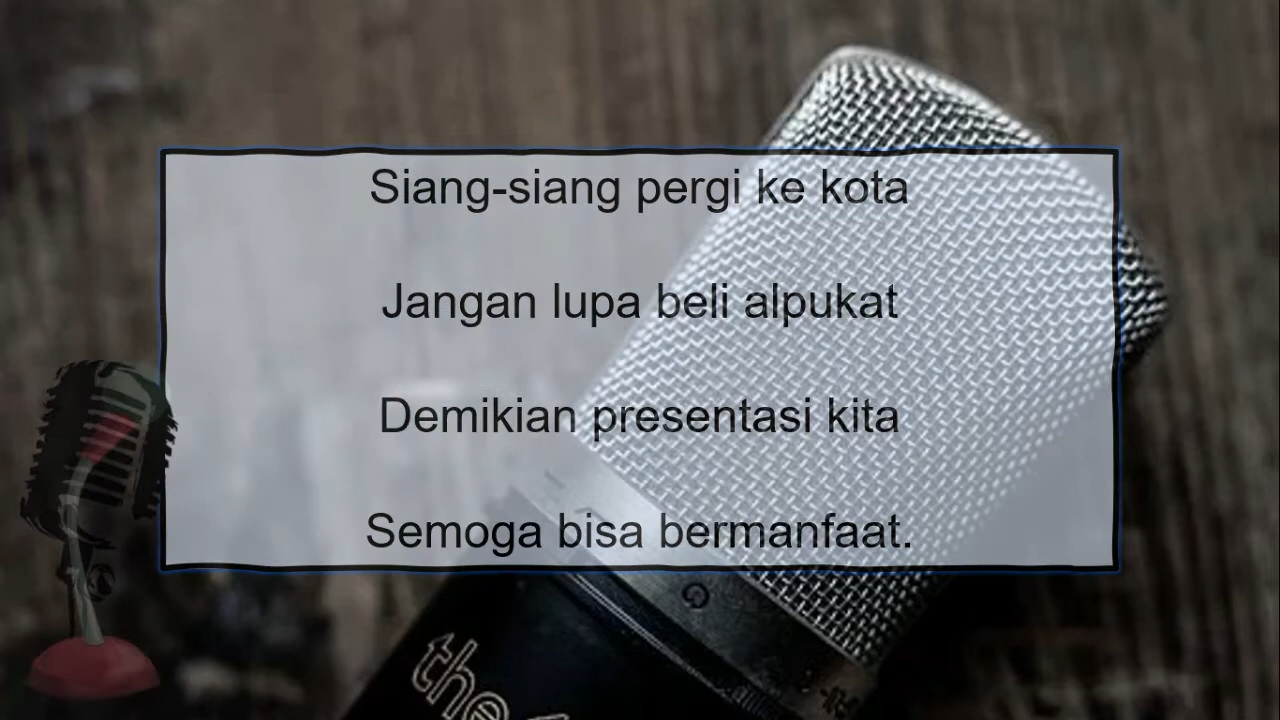 Siang-siang pergi ke kota
Jangan lupa beli alpukat
Demikian presentasi kita
Semoga bisa bermanfaat.
the